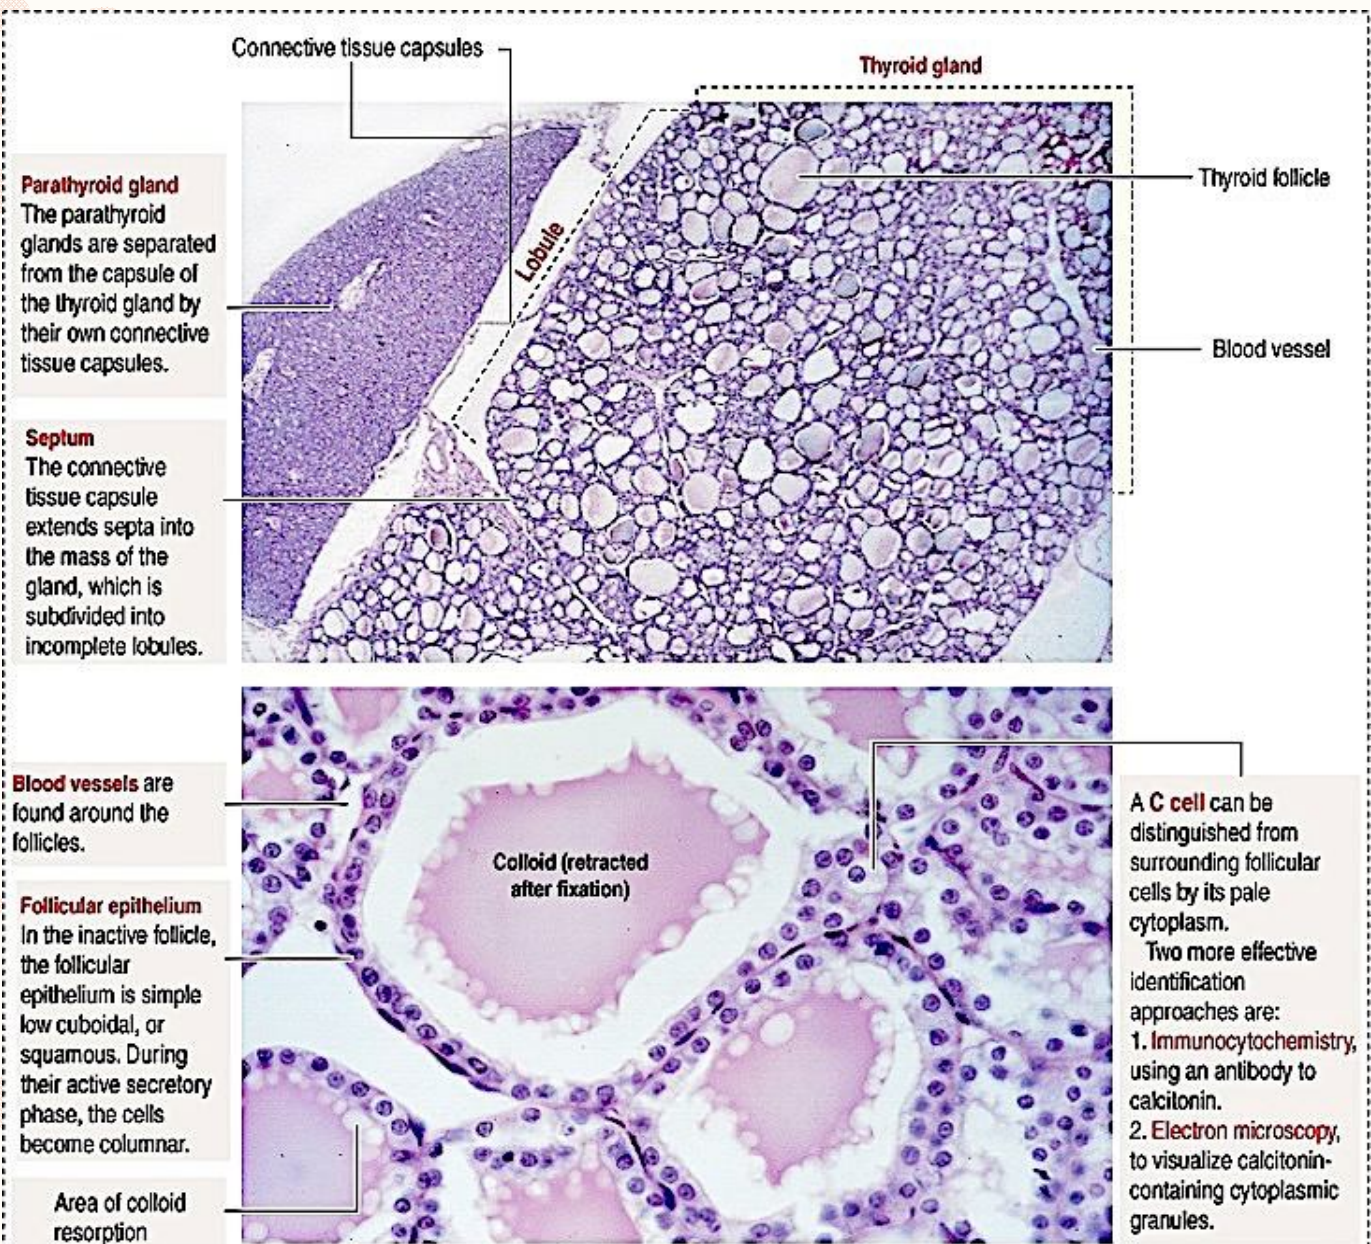 Connective tissue capsules
Thyroid gland
Parathyroid gland
The parathyroid
glands are separated
from the capsule of
the thyroid gland by
their own connective
tissue capsules.
Lobule
Thyroid follicle
Blood vessel
Septum
The connective
tissue capsule
extends septa into
the mass of the
gland, which is
subdivided into
incomplete lobules.
Blood vessels are
found around the
follicles.
Follicular epithelium
In the inactive follicle,
the follicular
epithelium is simple
low cuboidal, or
squamous. During
their active secretory
phase, the cells
become columnar.
Area of colloid
resorption
Colloid (retracted
after fixation)
A C cell can be
distinguished from
surrounding follicular
cells by its pale
cytoplasm.
Two more effective
identification
approaches are:
1. Immunocytochemistry,
using an antibody to
calcitonin.
2. Electron microscopy,
to visualize calcitonin-
containing cytoplasmic
granules.